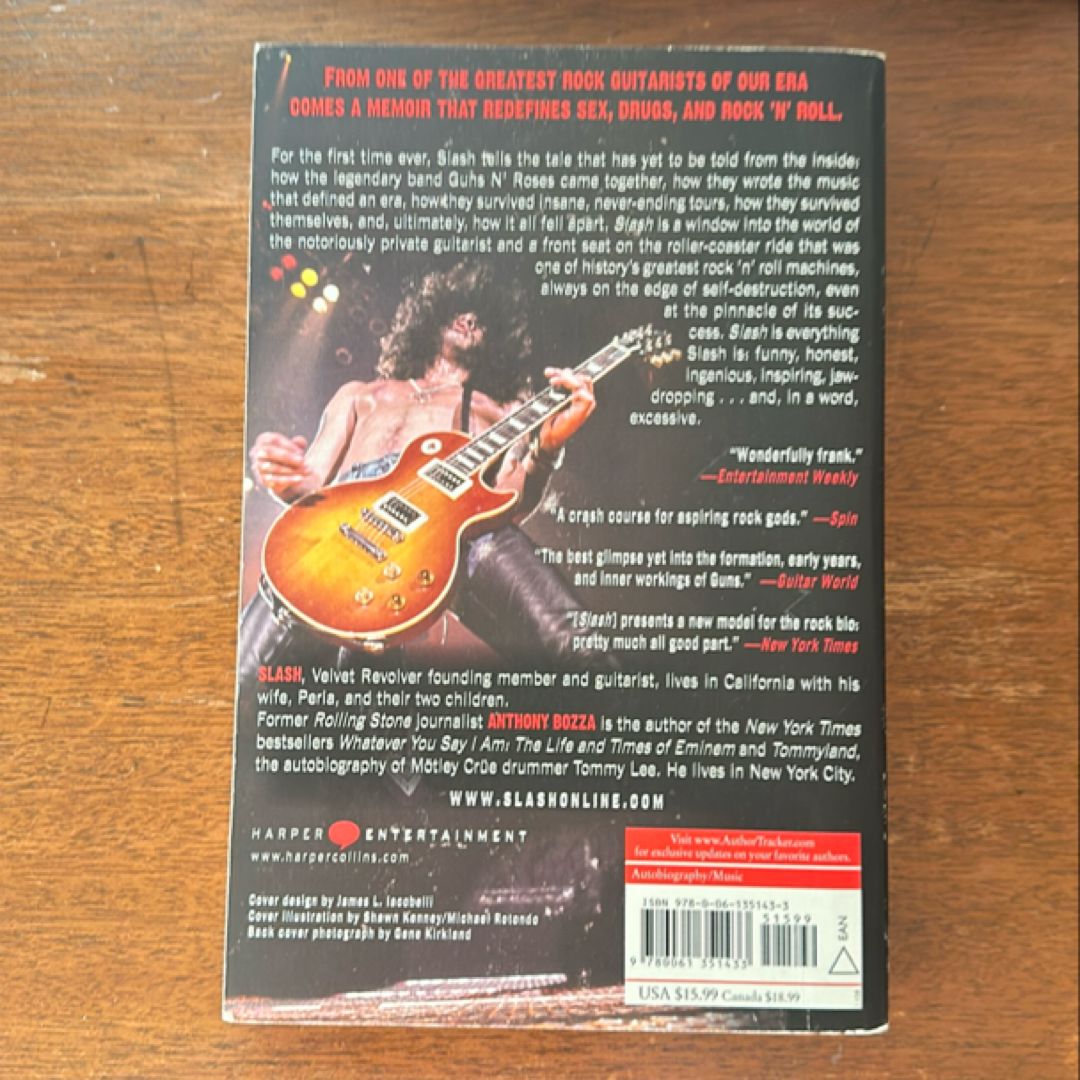 FROM ONE OF THE GREATEST ROCK GUITARISTS OF OUR ERA
COMES A MEMOIR THAT REDEFINES SEX, DRUGS, AND ROCK 'N' ROLL.
For the first time ever, Slash tells the tale that has yet to be told from the inside:
how the legendary band Guns N' Roses came together, how they wrote the music
that defined an era, how they survived insane, never-ending tours, how they survived
themselves, and, ultimately, how it all fell apart. Slash is a window into the world of
the notoriously private guitarist and a front seat on the roller-coaster ride that was
one of history's greatest rock 'n' roll machines,
always on the edge of self-destruction, even
at the pinnacle of its suc-
cess. Slash is everything
Slash is: funny, honest,
ingenious, inspiring, jaw-
dropping . . . and, in a word,
excessive.
"Wonderfully frank."
—Entertainment Weekly
"A crash course for aspiring rock gods." —Spin
"The best glimpse yet into the formation, early years,
and inner workings of Guns." —Guitar World
"[Slash] presents a new model for the rock bio:
pretty much all good part." —New York Times
SLASH, Velvet Revolver founding member and guitarist, lives in California with his
wife, Perla, and their two children.
Former Rolling Stone journalist ANTHONY BOZZA is the author of the New York Times
bestsellers Whatever You Say I Am: The Life and Times of Eminem and Tommyland,
the autobiography of Mötley Crüe drummer Tommy Lee. He lives in New York City.
WWW.SLASHONLINE.COM
HARPER ENTERTAINMENT
www.harpercollins.com
Cover design by James L. Iacobelli
Cover illustration by Shawn Kenney/Michael Rotondo
Back cover photograph by Gene Kirkland
Visit www.AuthorTracker.com
for exclusive updates on your favorite authors.
Autobiography/Music
ISBN 978-0-06-135143-3
51599
EAN
9 780061 351433
USA $15.99 Canada $18.99